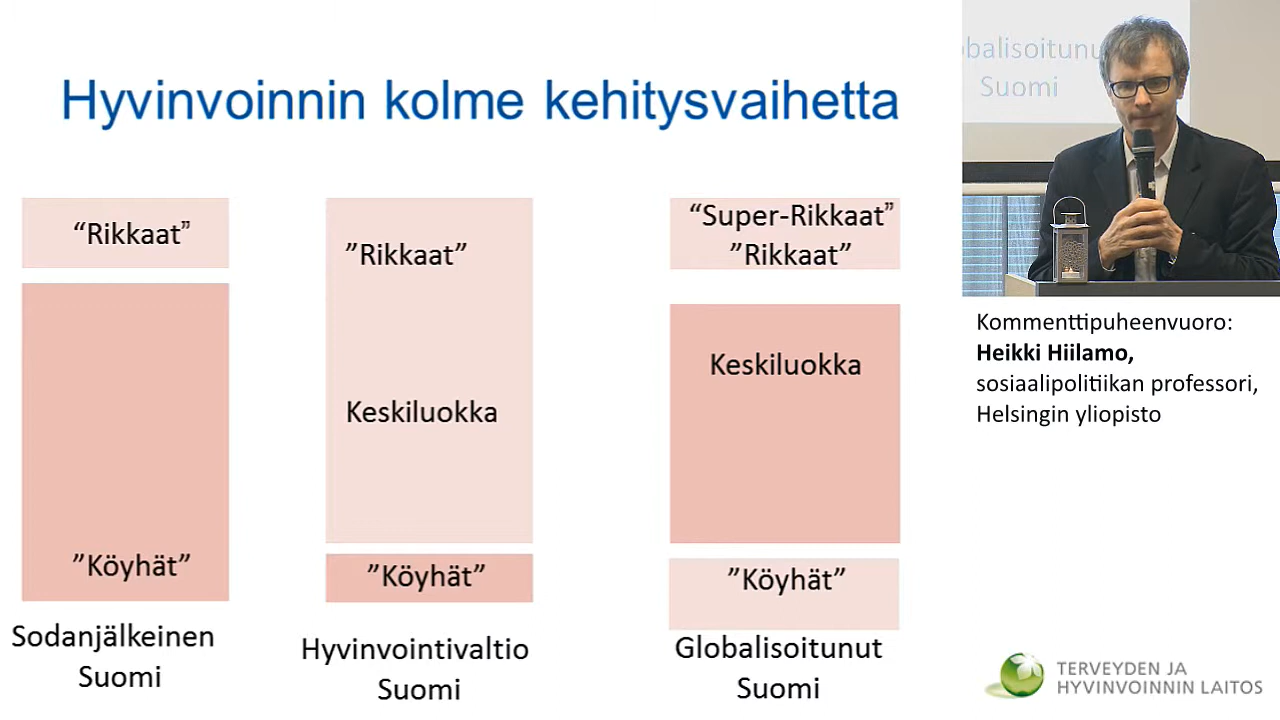 Hyvinvoinnin kolme kehitysvaihetta
“Rikkaat”
”Köyhät”
Sodanjälkeinen
Suomi
”Rikkaat”
Keskiluokka
”Köyhät”
Hyvinvointivaltio
Suomi
“Super-Rikkaat”
”Rikkaat”
Keskiluokka
”Köyhät”
Globalisoitunut
Suomi
obalisoitunu
Suomi
Kommenttipuheenvuoro:
Heikki Hiilamo,
sosiaalipolitiikan professori,
Helsingin yliopisto
TERVEYDEN JA
HYVINVOINNIN LAITOS